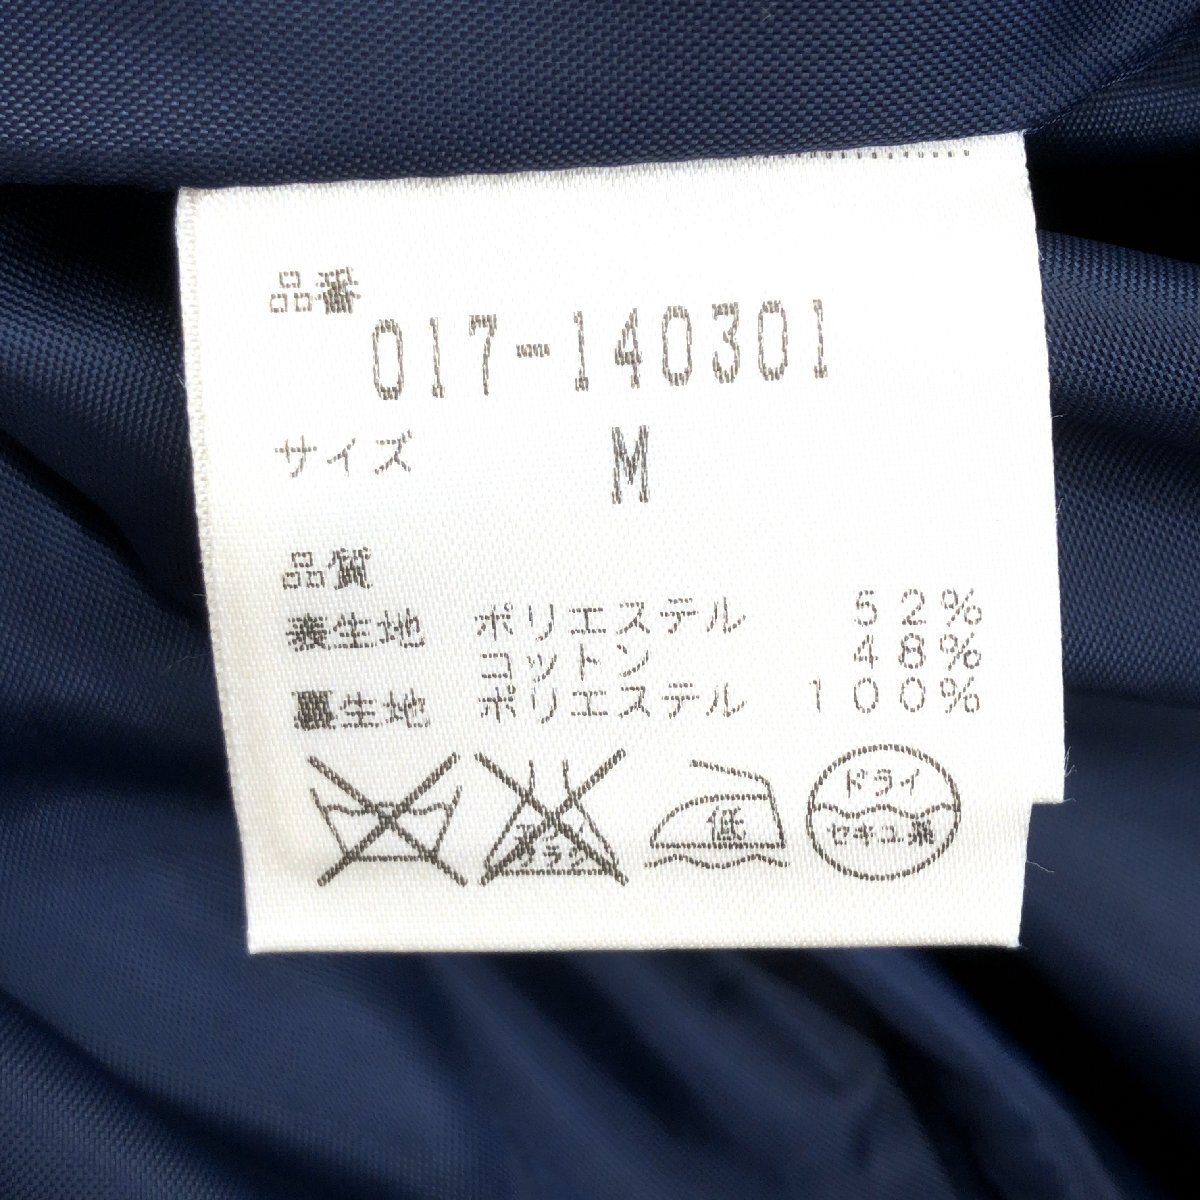 品番
017-140301
サイズ M
品質
表生地 ポリエステル 52%
コットン 48%
裏生地 ポリエステル 100%
低
ドライ
セキユ系